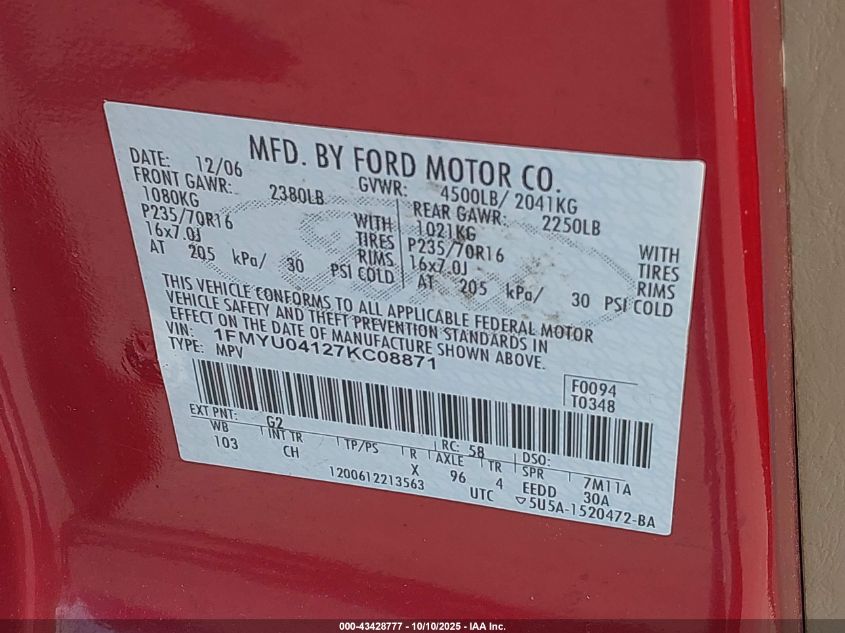 MFD. BY FORD MOTOR CO.
DATE: 12/06 GVWR: 4500LB/ 2041KG
FRONT GAWR: 2380LB REAR GAWR: 2250LB
1080KG WITH 1021KG WITH
P235/70R16 TIRES P235/70R16 TIRES
16x7.0J RIMS 16x7.0J RIMS
AT 205 kPa/ 30 PSI COLD AT 205 kPa/ 30 PSI COLD
THIS VEHICLE CONFORMS TO ALL APPLICABLE FEDERAL MOTOR
VEHICLE SAFETY AND THEFT PREVENTION STANDARDS IN
EFFECT ON THE DATE OF MANUFACTURE SHOWN ABOVE.
VIN: 1FMYU04127KC08871
TYPE: MPV
F0094
T0348
EXT PNT: G2 RC: 58 DSO:
WB INT TR TP/PS R AXLE TR SPR 7M11A
103 CH X 96 4 EEDD 30A
1200612213563 UTC ▽5U5A-1520472-BA
000-43428777 - 10/10/2025 - IAA Inc.